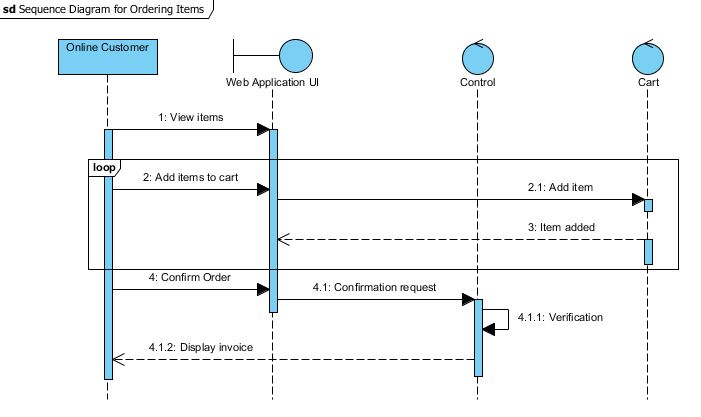 sd Sequence Diagram for Ordering Items
Online Customer
Web Application UI
Control
Cart
1: View items
loop
2: Add items to cart
2.1: Add item
3: Item added
4: Confirm Order
4.1: Confirmation request
4.1.1: Verification
4.1.2: Display invoice